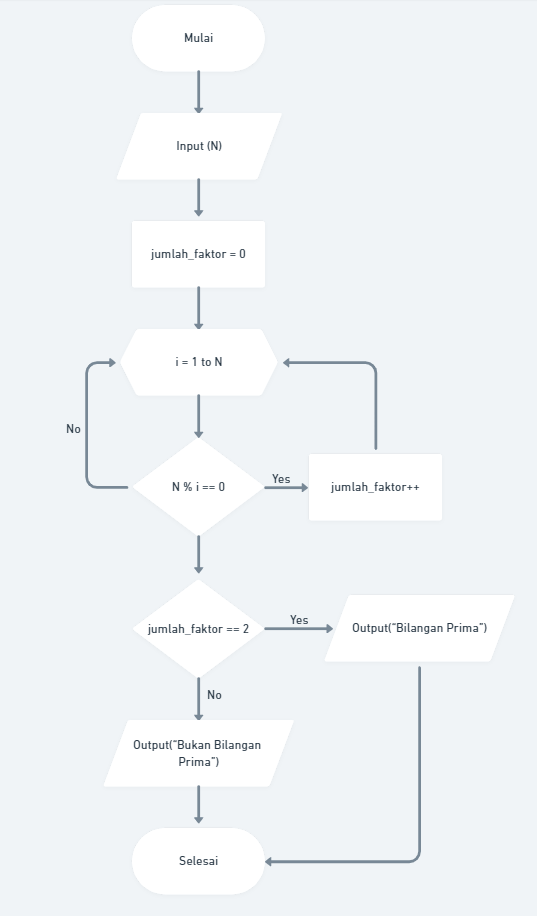 Mulai
Input (N)
jumlah_faktor = 0
i = 1 to N
No
N % i == 0
Yes
jumlah_faktor++
jumlah_faktor == 2
Yes
Output("Bilangan Prima")
No
Output("Bukan Bilangan
Prima")
Selesai